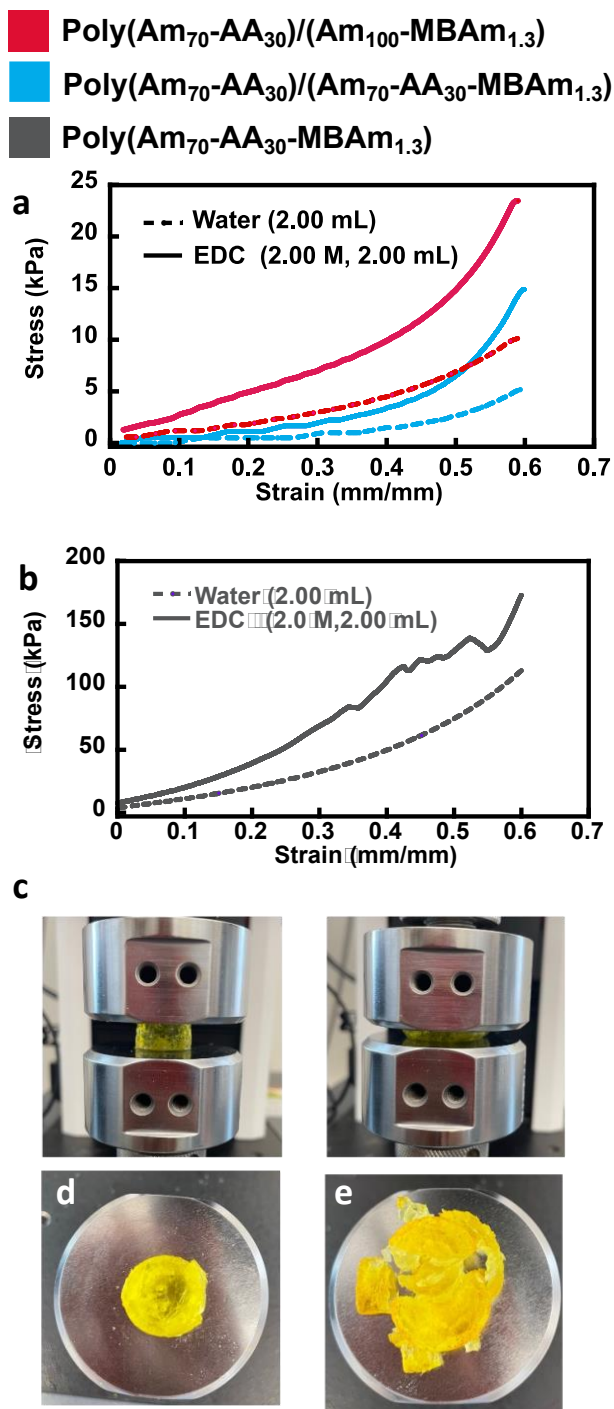 Poly(Am₇₀-AA₃₀)/(Am₁₀₀-MBAm₁.₃)
Poly(Am₇₀-AA₃₀)/(Am₇₀-AA₃₀-MBAm₁.₃)
Poly(Am₇₀-AA₃₀-MBAm₁.₃)
a
Water (2.00 mL)
EDC (2.00 M, 2.00 mL)
Stress (kPa)
25
20
15
10
5
0
0 0.1 0.2 0.3 0.4 0.5 0.6 0.7
Strain (mm/mm)
b
Water (2.00 mL)
EDC (2.0 M,2.00 mL)
Stress (kPa)
200
150
100
50
0
0 0.1 0.2 0.3 0.4 0.5 0.6 0.7
Strain mm/mm)
c
d
e